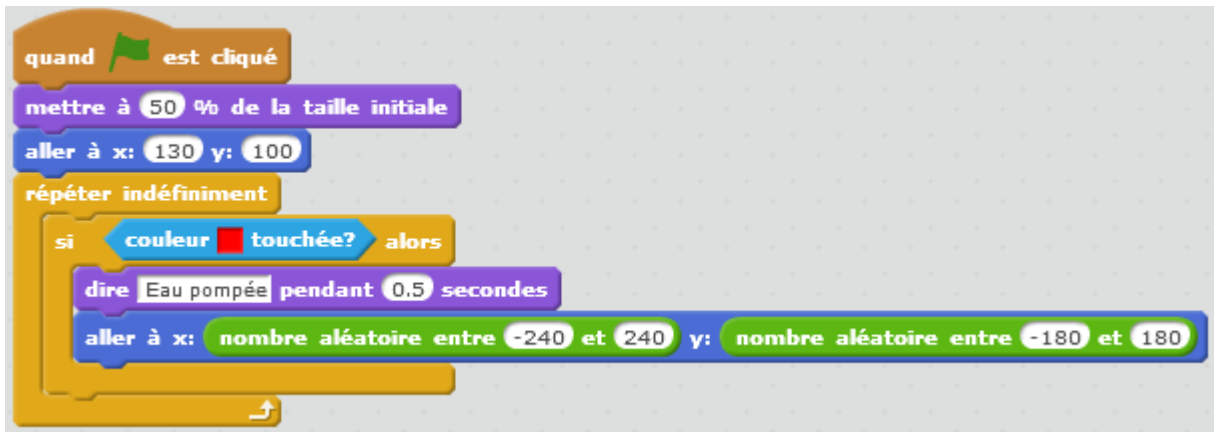 quand est cliqué
mettre à 50 % de la taille initiale
aller à x: 130 y: 100
répéter indéfiniment
si couleur touchée? alors
dire Eau pompée pendant 0.5 secondes
aller à x: nombre aléatoire entre -240 et 240 y: nombre aléatoire entre -180 et 180